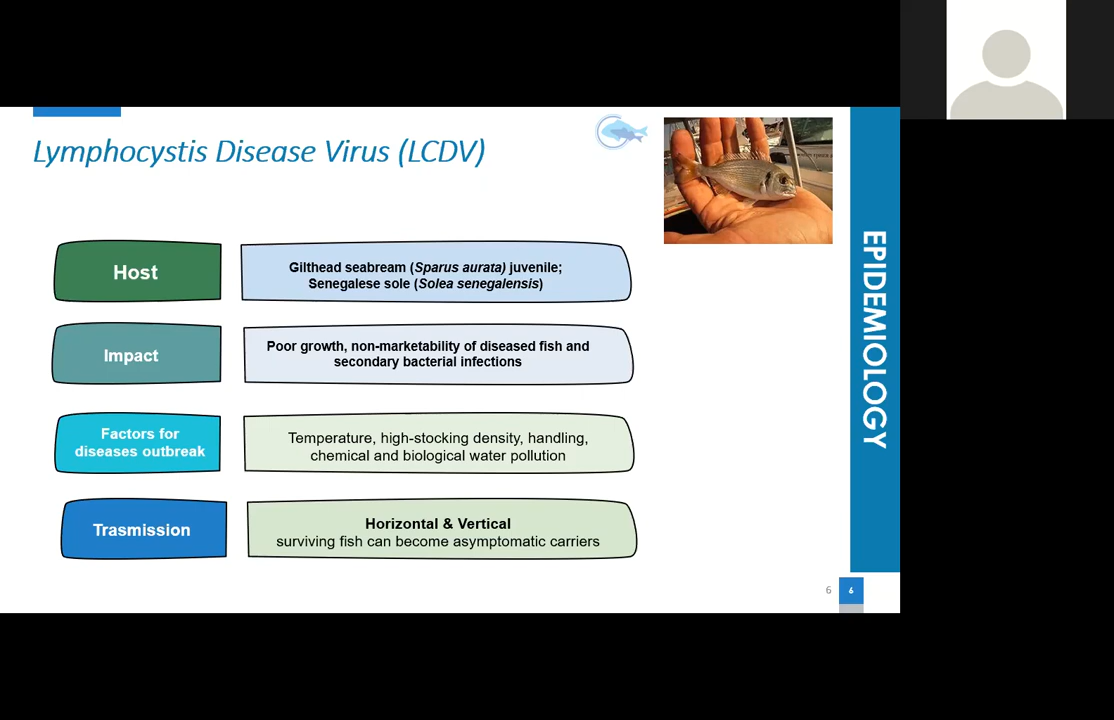 Lymphocystis Disease Virus (LCDV)
Host
Gilthead seabream (Sparus aurata) juvenile;
Senegalese sole (Solea senegalensis)
Impact
Poor growth, non-marketability of diseased fish and
secondary bacterial infections
Factors for
diseases outbreak
Temperature, high-stocking density, handling,
chemical and biological water pollution
Trasmission
Horizontal & Vertical
surviving fish can become asymptomatic carriers
EPIDEMIOLOGY
6
6